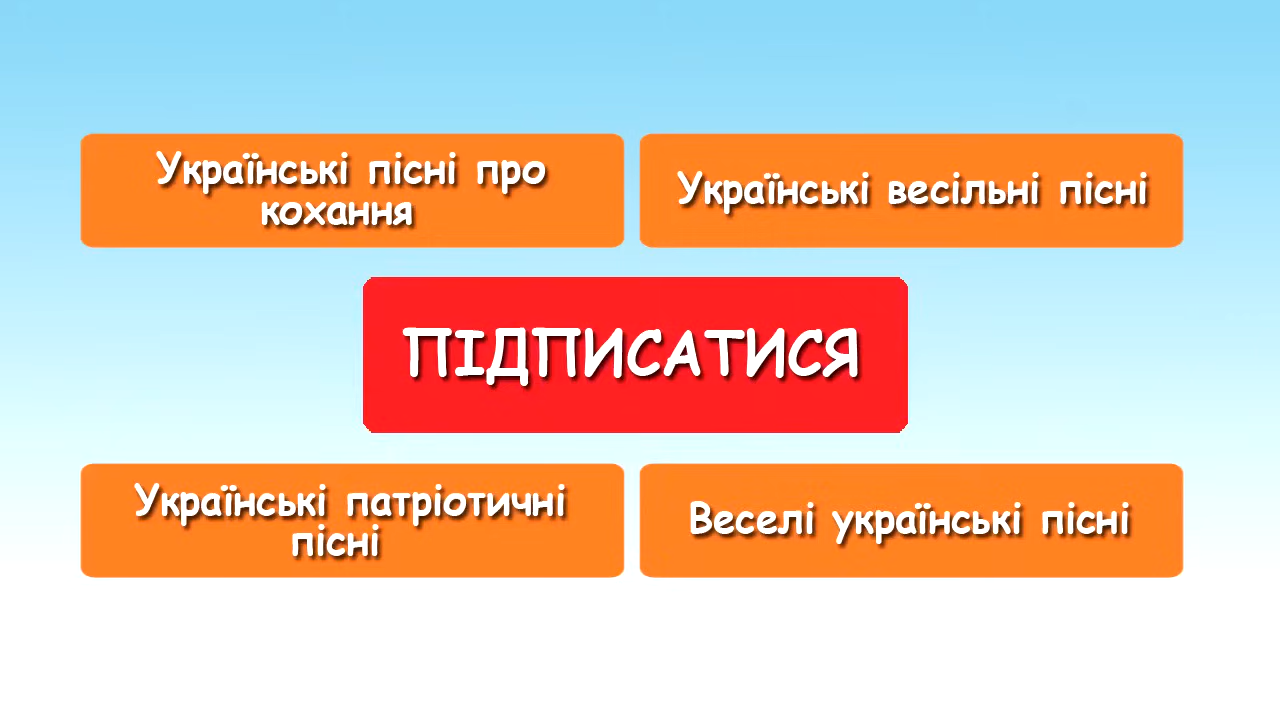 Українські пісні про
кохання
Українські весільні пісні
ПІДПИСАТИСЯ
Українські патріотичні
пісні
Веселі українські пісні